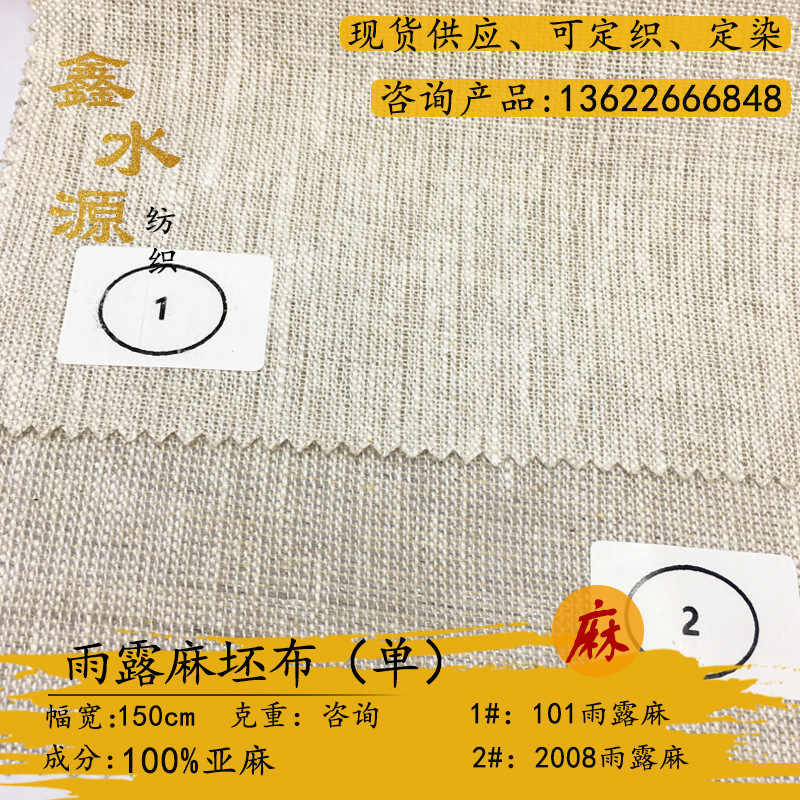 现货供应、可定织、定染
咨询产品:13622666848
鑫
水
源
纺织
1
2
麻
雨露麻坯布（单）
幅宽:150cm 克重：咨询
成分:100%亚麻
1#：101雨露麻
2#：2008雨露麻